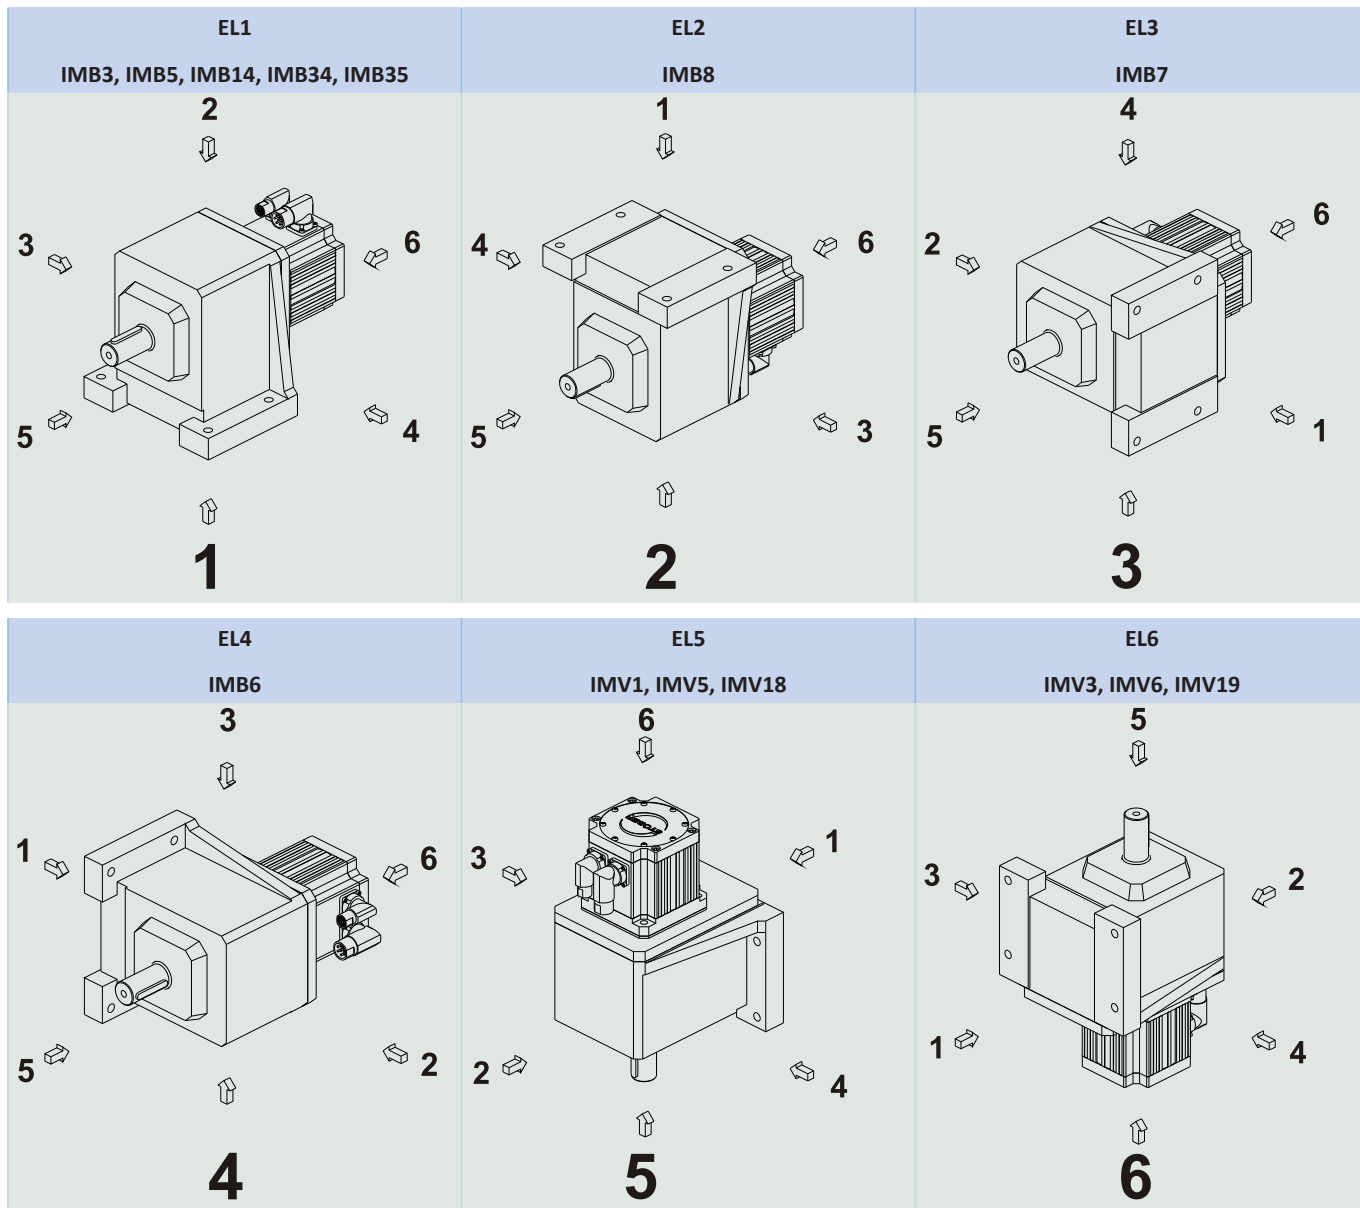 EL1 EL2 EL3
IMB3, IMB5, IMB14, IMB34, IMB35 IMB8 IMB7
2 1 4
3 6 4 6 2 6
5 4 5 3 5 1
1 2 3
EL4 EL5 EL6
IMB6 IMV1, IMV5, IMV18 IMV3, IMV6, IMV19
3 6 5
1 6 3 1 3 2
5 2 2 4 1 4
4 5 6